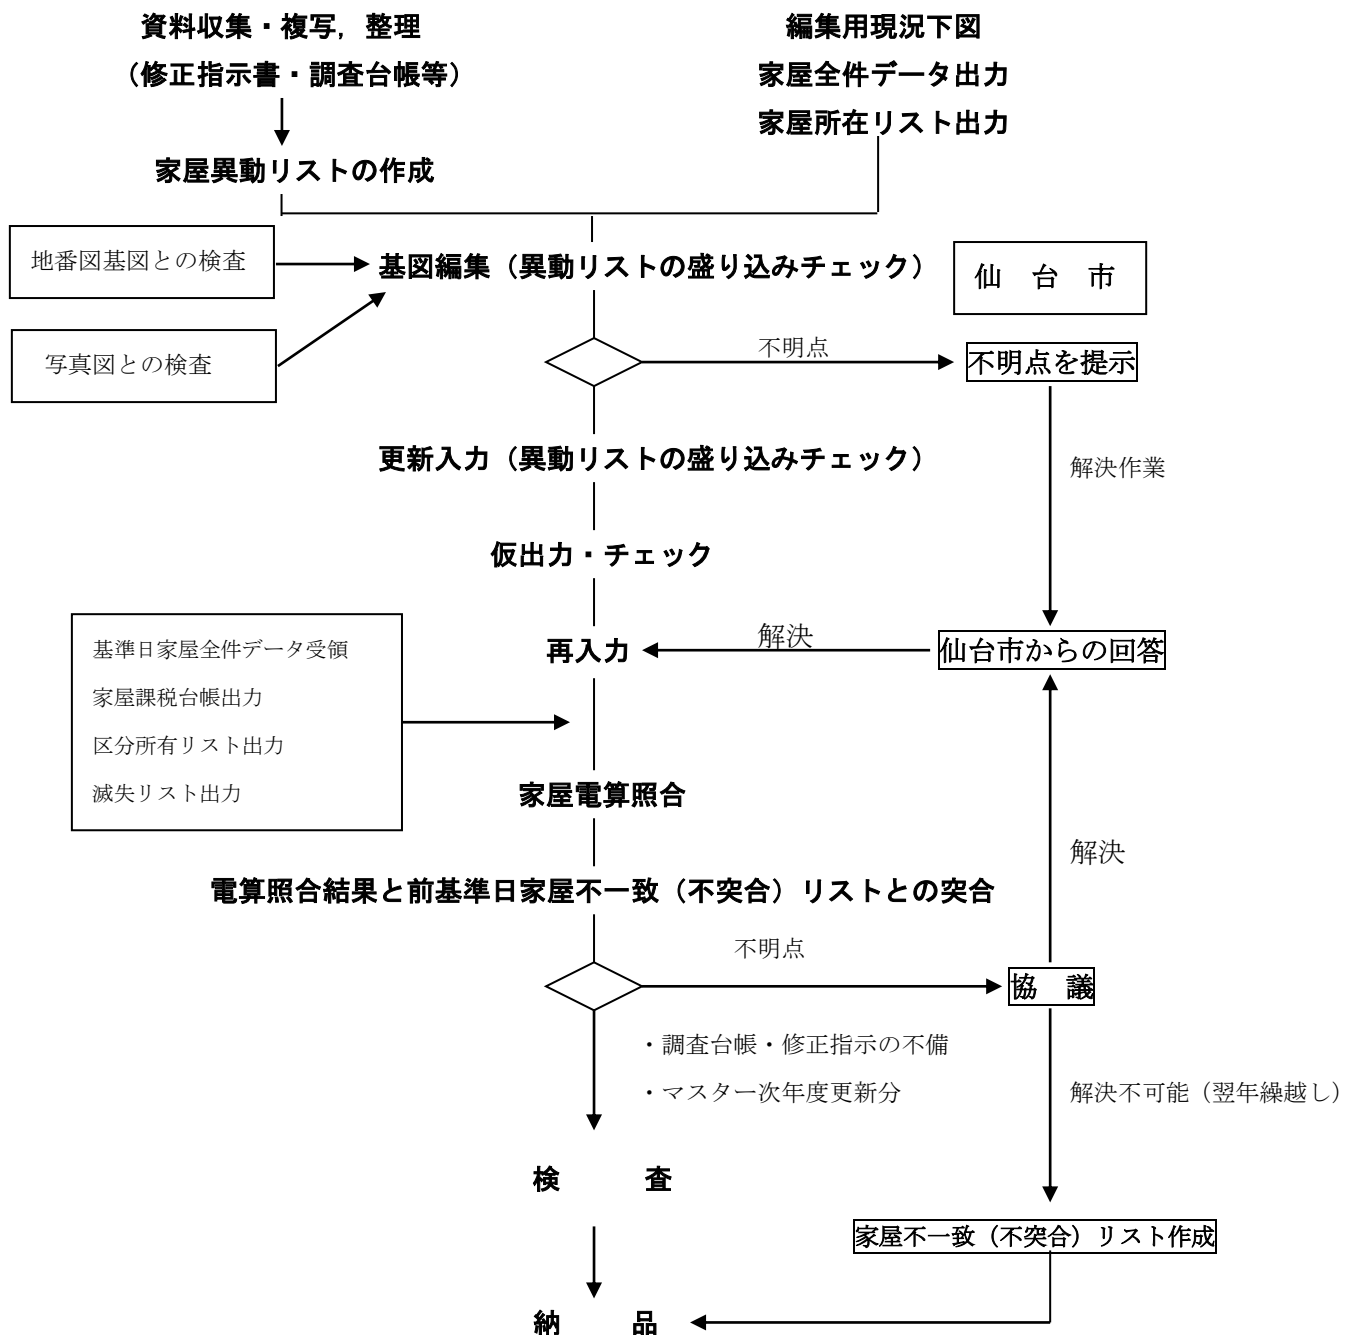 資料収集・複写，整理
（修正指示書・調査台帳等）
編集用現況下図
家屋全件データ出力
家屋所在リスト出力
家屋異動リストの作成
地番図基図との検査
基図編集（異動リストの盛り込みチェック）
仙　台　市
写真図との検査
不明点
不明点を提示
更新入力（異動リストの盛り込みチェック）
解決作業
仮出力・チェック
基準日家屋全件データ受領
家屋課税台帳出力
区分所有リスト出力
滅失リスト出力
再入力
解決
仙台市からの回答
家屋電算照合
解決
電算照合結果と前基準日家屋不一致（不突合）リストとの突合
不明点
協　議
・調査台帳・修正指示の不備
・マスター次年度更新分
解決不可能（翌年繰越し）
検　　　査
家屋不一致（不突合）リスト作成
納　　　品